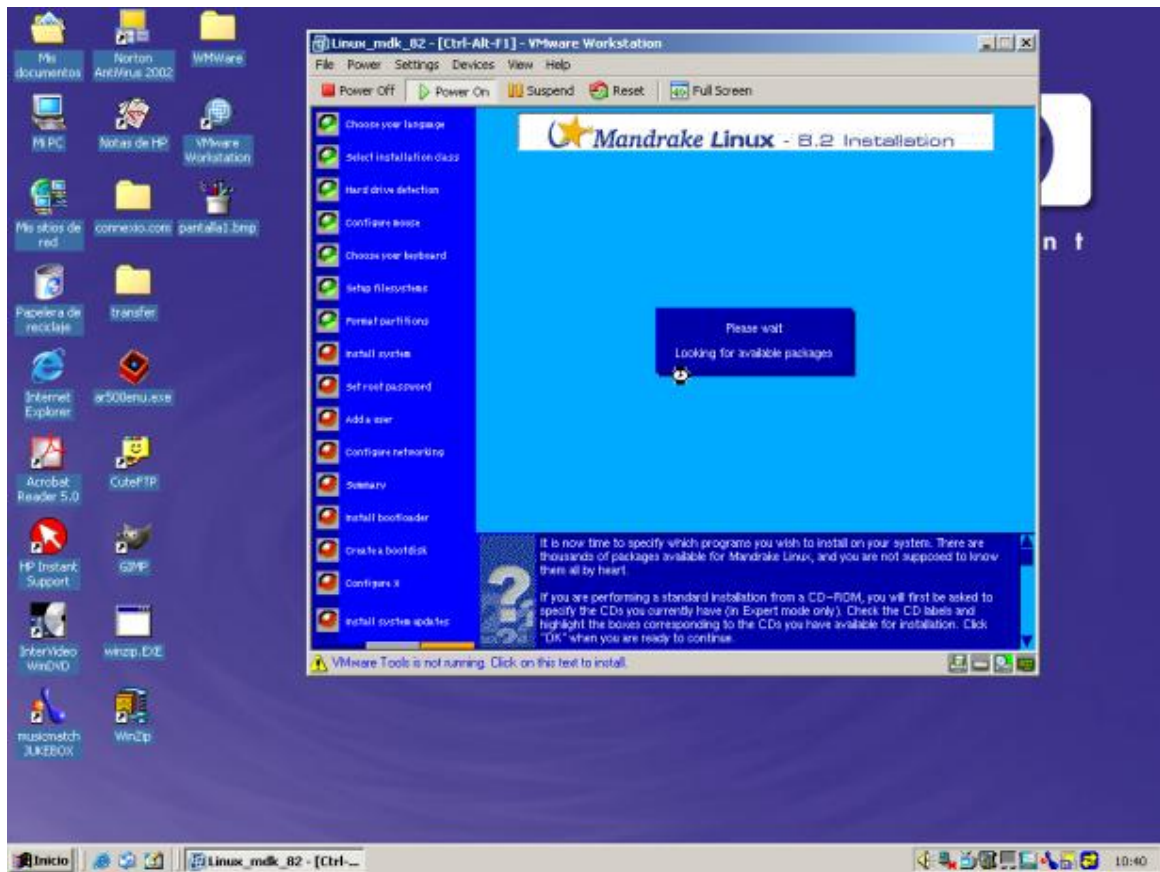 Mis documentos
Norton AntiVirus 2002
WMWare
Mi PC
Notas de HP
VMware Workstation
Mis sitios de red
connexio.com
pantalla1.bmp
Papelera de reciclaje
transfer
Internet Explorer
ar500enu.exe
Acrobat Reader 5.0
CuteFTP
HP Instant Support
GIMP
InterVideo WinDVD
winzip.EXE
musicmatch JUKEBOX
WinZip
n t
Linux_mdk_82 - [Ctrl-Alt-F1] - VMware Workstation
File Power Settings Devices View Help
Power Off Power On Suspend Reset Full Screen
Choose your language
Select installation class
Hard drive detection
Configure mouse
Choose your keyboard
Setup filesystems
Format partitions
Install system
Set root password
Add a user
Configure networking
Summary
Install bootloader
Create a bootdisk
Configure X
Install system updates
Mandrake Linux - 8.2 Installation
Please wait
Looking for available packages
It is now time to specify which programs you wish to install on your system. There are
thousands of packages available for Mandrake Linux, and you are not supposed to know
them all by heart.
If you are performing a standard installation from a CD-ROM, you will first be asked to
specify the CDs you currently have (in Expert mode only). Check the CD labels and
highlight the boxes corresponding to the CDs you have available for installation. Click
"OK" when you are ready to continue.
VMware Tools is not running. Click on this text to install.
Inicio
Linux_mdk_82 - [Ctrl-...
10:40